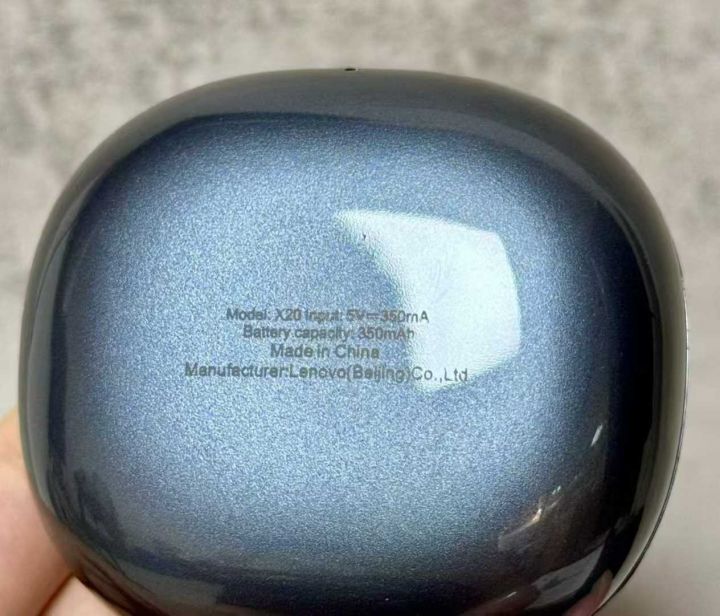 Model: X20 Input: 5V⎓350mA
Battery capacity: 350mAh
Made in China
Manufacturer:Lenovo(Beijing)Co.,Ltd